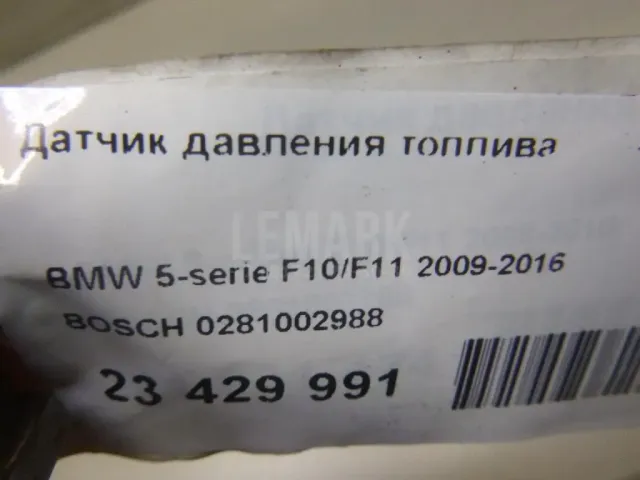 Датчик давления топлива
LEMARK
BMW 5-serie F10/F11 2009-2016
BOSCH 0281002988
23 429 991